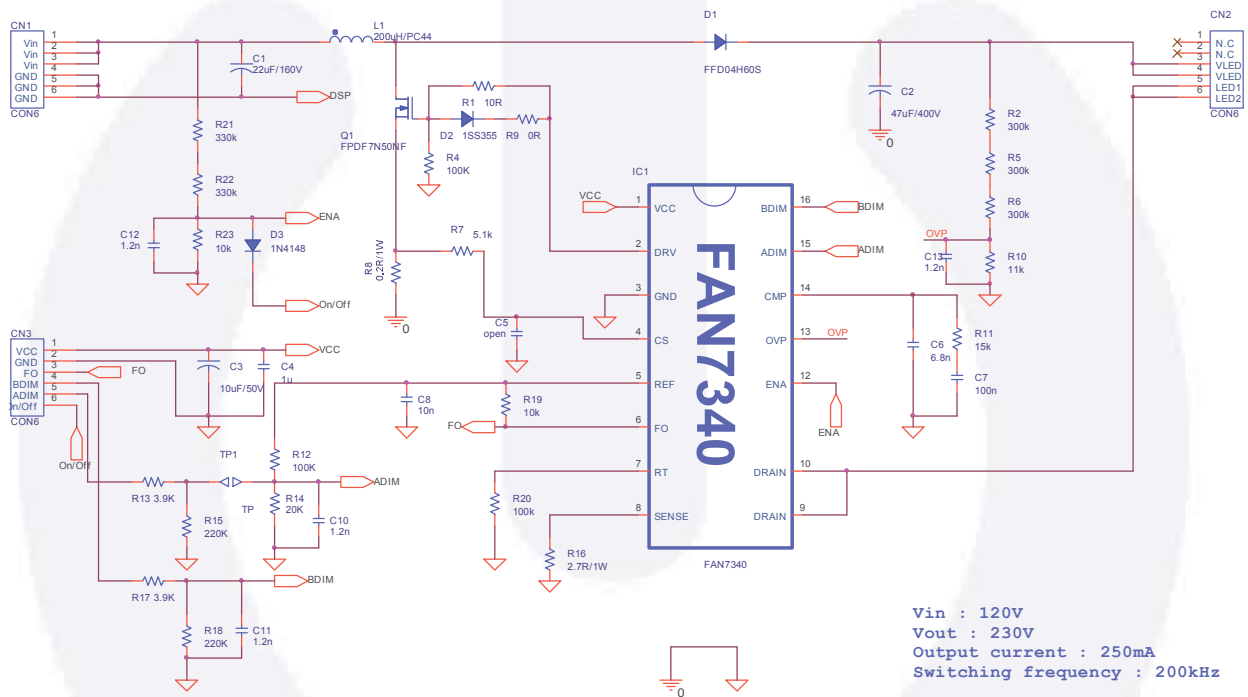 CN1
1
Vin
2
Vin
3
Vin
4
GND
5
GND
6
GND
CON6
L1
200uH/PC44
C1
22uF/160V
DSP
D1
FFD04H60S
CN2
1
N.C
2
N.C
3
VLED
4
VLED
5
LED1
6
LED2
CON6
C2
47uF/400V
0
R1
10R
D2 1SS355
R9 0R
Q1
FPDF7N50NF
R4
100K
R21
330k
R22
330k
ENA
C12
1.2n
R23
10k
D3
1N4148
On/Off
R7
5.1k
R8
0.2R/1W
0
C5
open
R2
300k
R5
300k
R6
300k
OVP
C13
1.2n
R10
11k
IC1
VCC
1 VCC
2 DRV
3 GND
4 CS
5 REF
6 FO
7 RT
8 SENSE
FAN7340
BDIM 16 BDIM
ADIM 15 ADIM
CMP 14
OVP 13 OVP
ENA 12
ENA
DRAIN 10
DRAIN 9
FAN7340
C6
6.8n
R11
15k
C7
100n
CN3
1
VCC
2
GND
3
FO
4
BDIM
5
ADIM
6
On/Off
CON6
FO
On/Off
VCC
C3
10uF/50V
C4
1u
C8
10n
R19
10k
FO
R12
100K
TP1
TP
ADIM
R13 3.9K
R14
20K
C10
1.2n
R15
220K
R20
100k
R16
2.7R/1W
BDIM
R17 3.9K
R18
220K
C11
1.2n
0
Vin : 120V
Vout : 230V
Output current : 250mA
Switching frequency : 200kHz